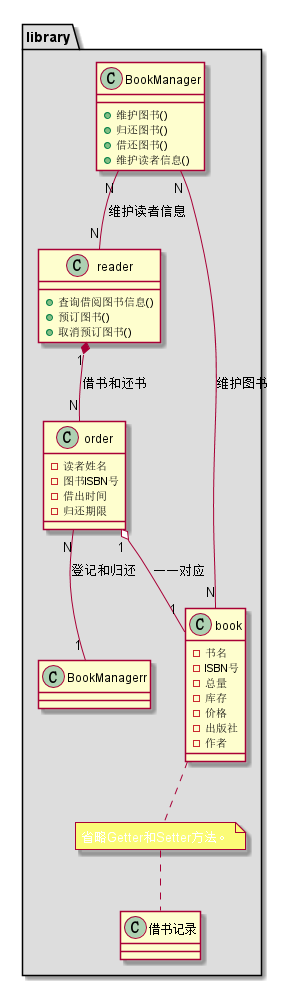 library
C BookManager
维护图书()
归还图书()
借还图书()
维护读者信息()
N
N
维护读者信息
N
C reader
查询借阅图书信息()
预订图书()
取消预订图书()
1
借书和还书
维护图书
N
C order
读者姓名
图书ISBN号
借出时间
归还期限
N
1
登记和归还
一一对应
1
N
1
C BookManagerr
C book
书名
ISBN号
总量
库存
价格
出版社
作者
省略Getter和Setter方法。
C 借书记录